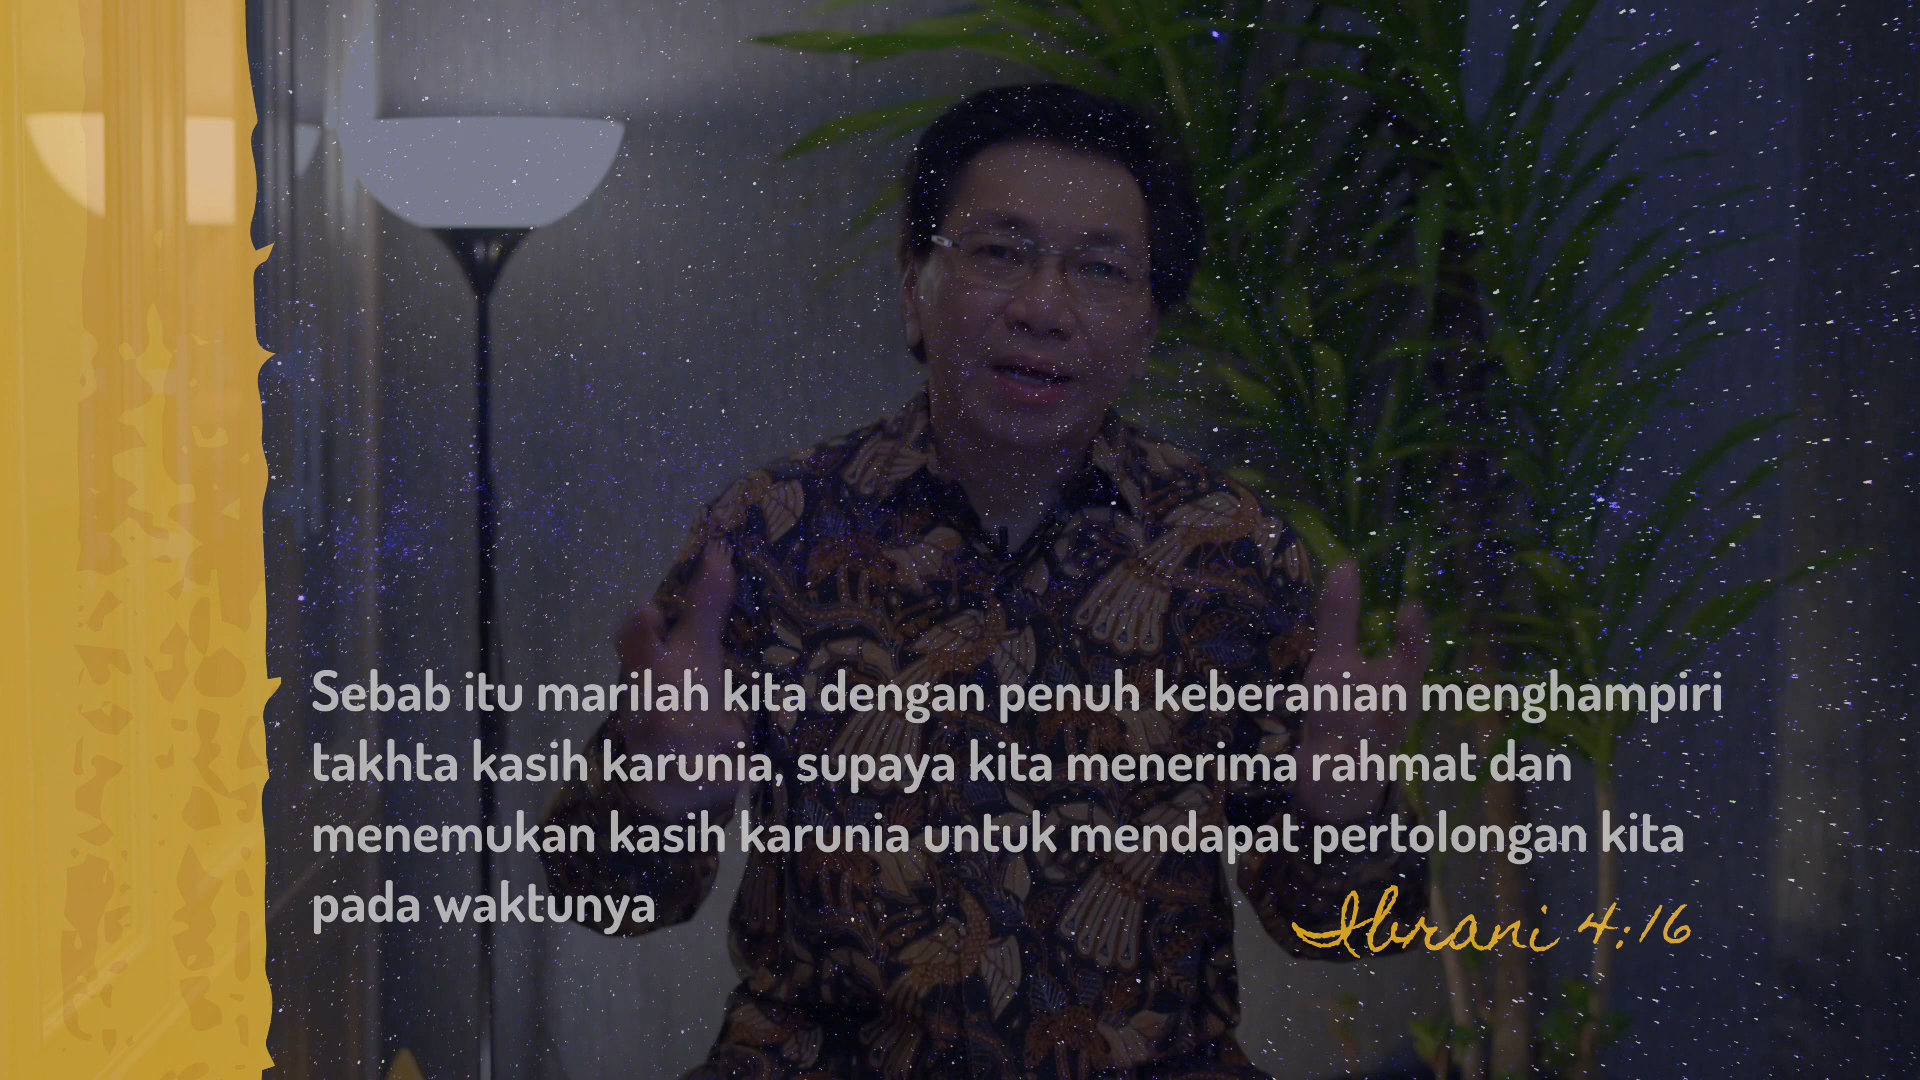 Sebab itu marilah kita dengan penuh keberanian menghampiri
takhta kasih karunia, supaya kita menerima rahmat dan
menemukan kasih karunia untuk mendapat pertolongan kita
pada waktunya
Ibrani 4:16